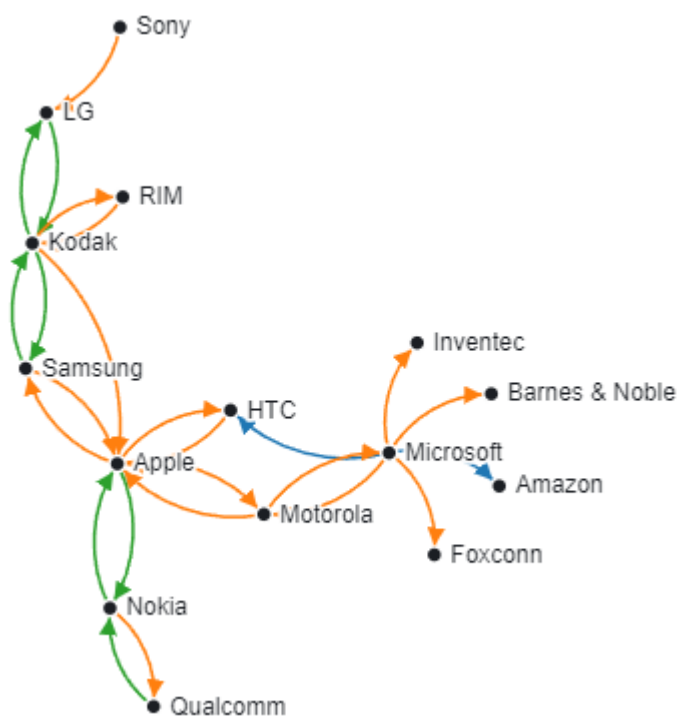 Sony
LG
RIM
Kodak
Samsung
Inventec
Barnes & Noble
HTC
Microsoft
Apple
Amazon
Motorola
Foxconn
Nokia
Qualcomm